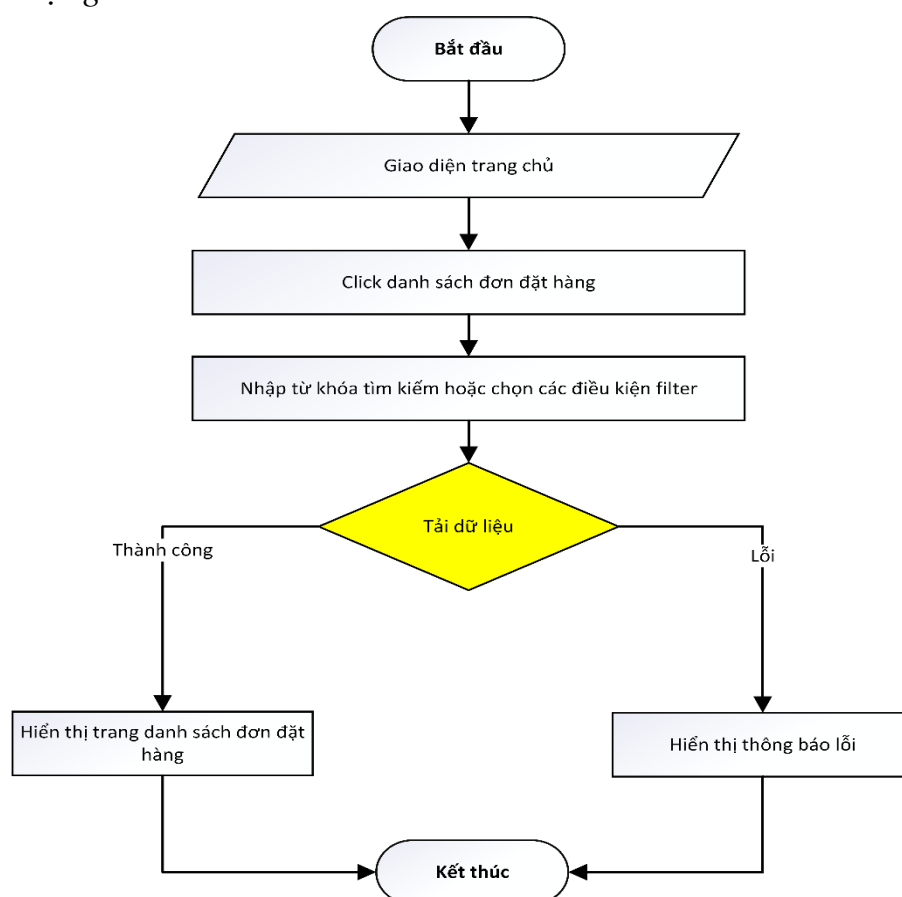 Bắt đầu
Giao diện trang chủ
Click danh sách đơn đặt hàng
Nhập từ khóa tìm kiếm hoặc chọn các điều kiện filter
Tải dữ liệu
Thành công
Lỗi
Hiển thị trang danh sách đơn đặt
hàng
Hiển thị thông báo lỗi
Kết thúc